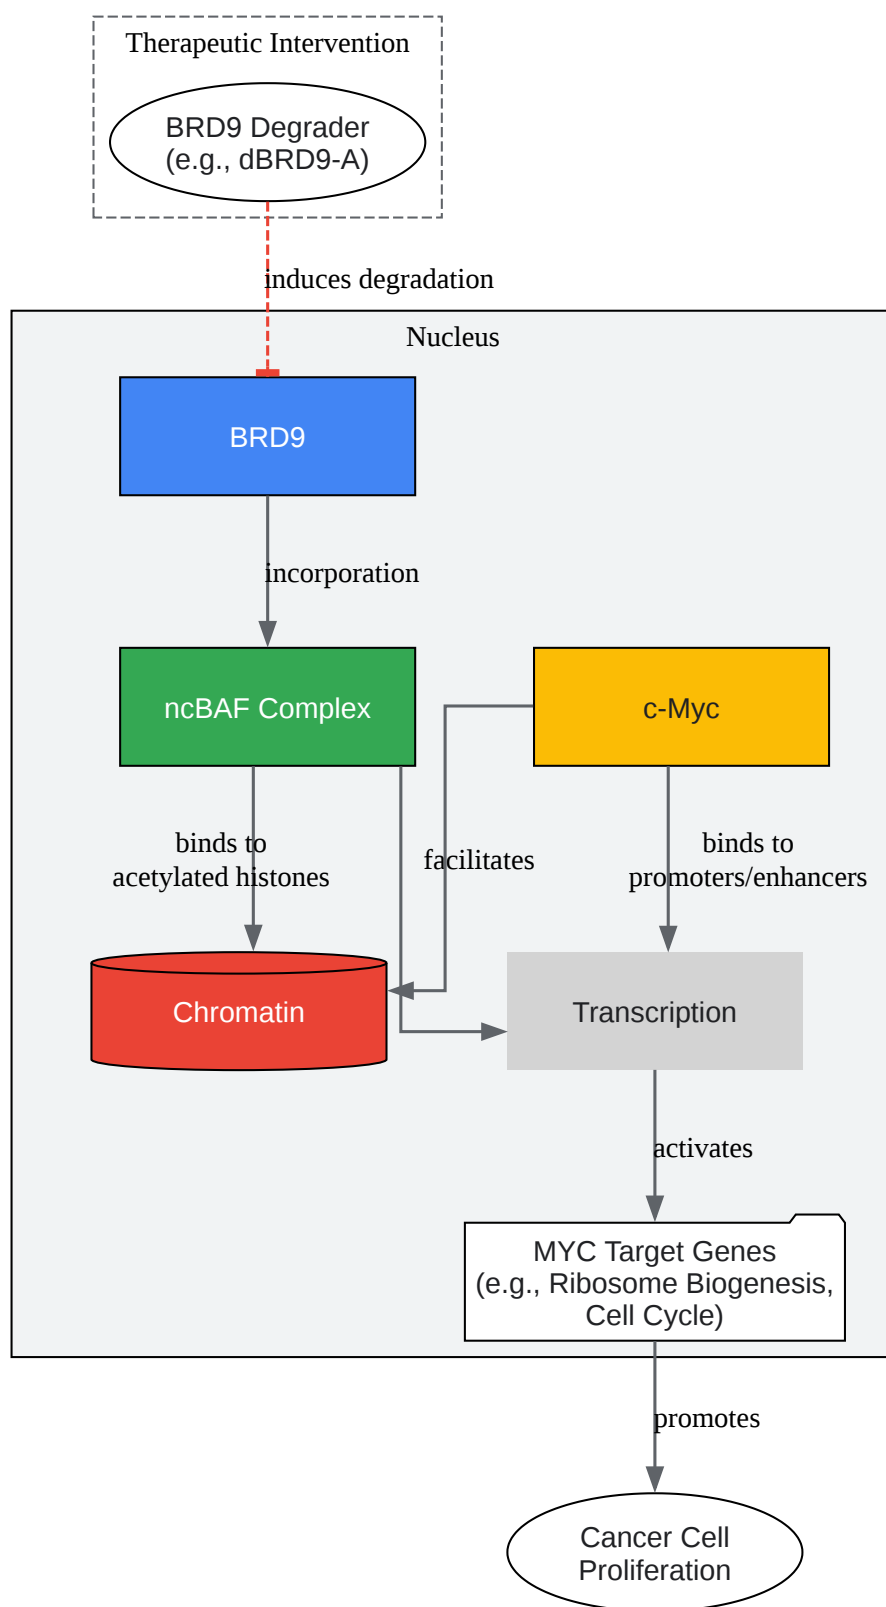 Therapeutic Intervention
BRD9 Degrader
(e.g., dBRD9-A)
induces degradation
Nucleus
BRD9
incorporation
ncBAF Complex
c-Myc
binds to
acetylated histones
facilitates
binds to
promoters/enhancers
Chromatin
Transcription
activates
MYC Target Genes
(e.g., Ribosome Biogenesis,
Cell Cycle)
promotes
Cancer Cell
Proliferation